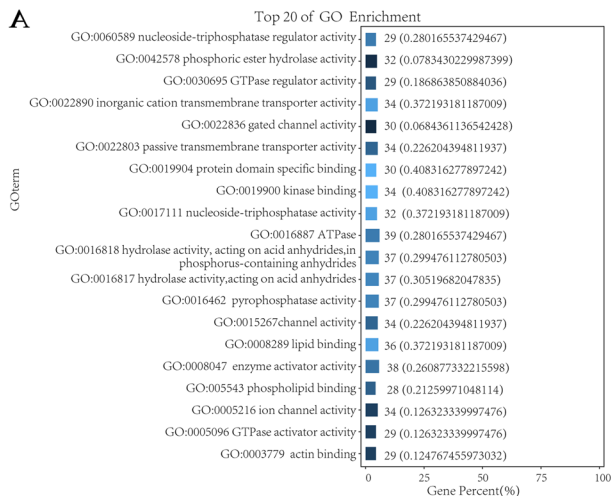 A
Top 20 of GO Enrichment
GO:0060589 nucleoside-triphosphatase regulator activity 29 (0.280165537429467)
GO:0042578 phosphoric ester hydrolase activity 32 (0.0783430229987399)
GO:0030695 GTPase regulator activity 29 (0.186863850884036)
GO:0022890 inorganic cation transmembrane transporter activity 34 (0.372193181187009)
GO:0022836 gated channel activity 30 (0.0684361136542428)
GO:0022803 passive transmembrane transporter activity 34 (0.226204394811937)
GO:0019904 protein domain specific binding 30 (0.408316277897242)
GO:0019900 kinase binding 34 (0.408316277897242)
GO:0017111 nucleoside-triphosphatase activity 32 (0.372193181187009)
GO:0016887 ATPase 39 (0.280165537429467)
GO:0016818 hydrolase activity, acting on acid anhydrides,in
phosphorus-containing anhydrides 37 (0.299476112780503)
GO:0016817 hydrolase activity,acting on acid anhydrides 37 (0.30519682047835)
GO:0016462 pyrophosphatase activity 37 (0.299476112780503)
GO:0015267channel activity 34 (0.226204394811937)
GO:0008289 lipid binding 36 (0.372193181187009)
GO:0008047 enzyme activator activity 38 (0.260877332215598)
GO:005543 phospholipid binding 28 (0.21259971048114)
GO:0005216 ion channel activity 34 (0.126323339997476)
GO:0005096 GTPase activator activity 29 (0.126323339997476)
GO:0003779 actin binding 29 (0.124767455973032)
GOterm
0 25 50 75 100
Gene Percent(%)